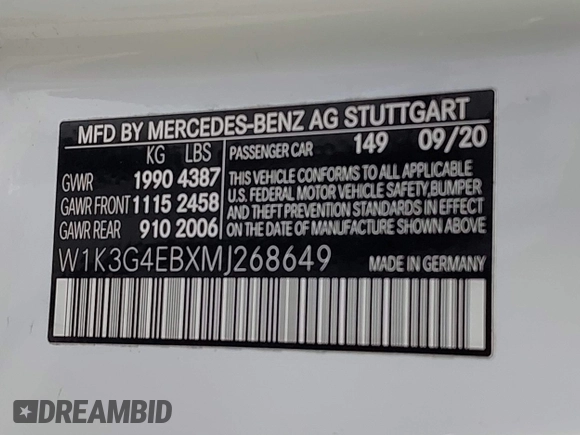 MFD BY MERCEDES-BENZ AG STUTTGART
KG LBS
GVWR 1990 4387
GAWR FRONT 1115 2458
GAWR REAR 910 2006
PASSENGER CAR 149 09/20
THIS VEHICLE CONFORMS TO ALL APPLICABLE
U.S. FEDERAL MOTOR VEHICLE SAFETY, BUMPER
AND THEFT PREVENTION STANDARDS IN EFFECT
ON THE DATE OF MANUFACTURE SHOWN ABOVE.
W1K3G4EBXMJ268649 MADE IN GERMANY
DREAMBID